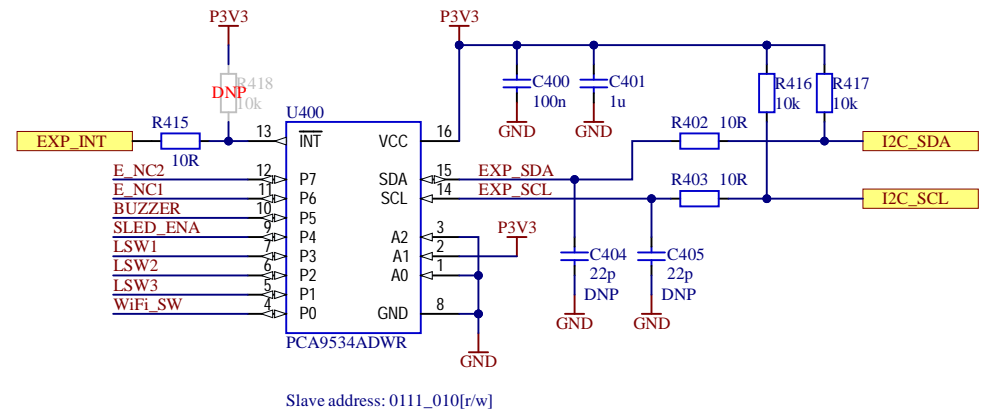 P3V3
P3V3
R418
DNP
10k
U400
C400
100n
C401
1u
GND
GND
R416
10k
R417
10k
EXP_INT
R415
10R
13
INT
VCC
16
R402 10R
I2C_SDA
E_NC2
12
P7
SDA
15
EXP_SDA
E_NC1
11
P6
SCL
14
EXP_SCL
R403 10R
I2C_SCL
BUZZER
10
P5
SLED_ENA
9
P4
A2
3
P3V3
LSW1
7
P3
A1
2
LSW2
6
P2
A0
1
LSW3
5
P1
WiFi_SW
4
P0
GND
8
C404
22p
DNP
C405
22p
DNP
GND
GND
PCA9534ADWR
GND
Slave address: 0111_010[r/w]